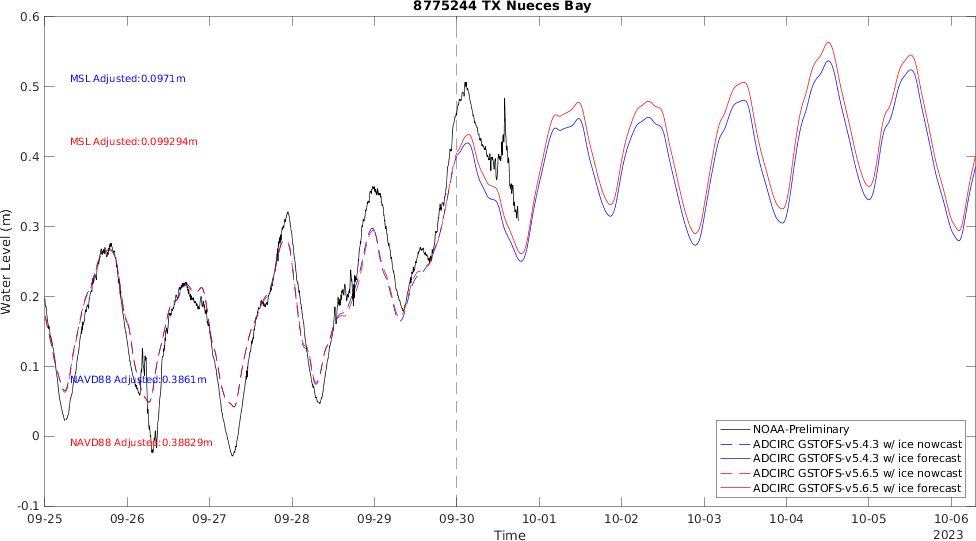 8775244 TX Nueces Bay
0.6
0.5
0.4
0.3
0.2
0.1
0
-0.1
Water Level (m)
MSL Adjusted:0.0971m
MSL Adjusted:0.099294m
NAVD88 Adjusted:0.3861m
NAVD88 Adjusted:0.38829m
NOAA-Preliminary
ADCIRC GSTOFS-v5.4.3 w/ ice nowcast
ADCIRC GSTOFS-v5.4.3 w/ ice forecast
ADCIRC GSTOFS-v5.6.5 w/ ice nowcast
ADCIRC GSTOFS-v5.6.5 w/ ice forecast
09-25 09-26 09-27 09-28 09-29 09-30 10-01 10-02 10-03 10-04 10-05 10-06
2023
Time